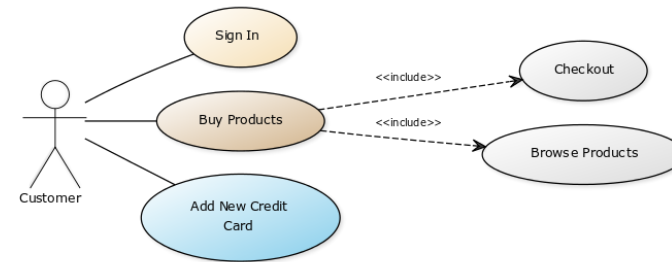 Sign In
<<include>>
Checkout
Buy Products
<<include>>
Browse Products
Customer
Add New Credit
Card